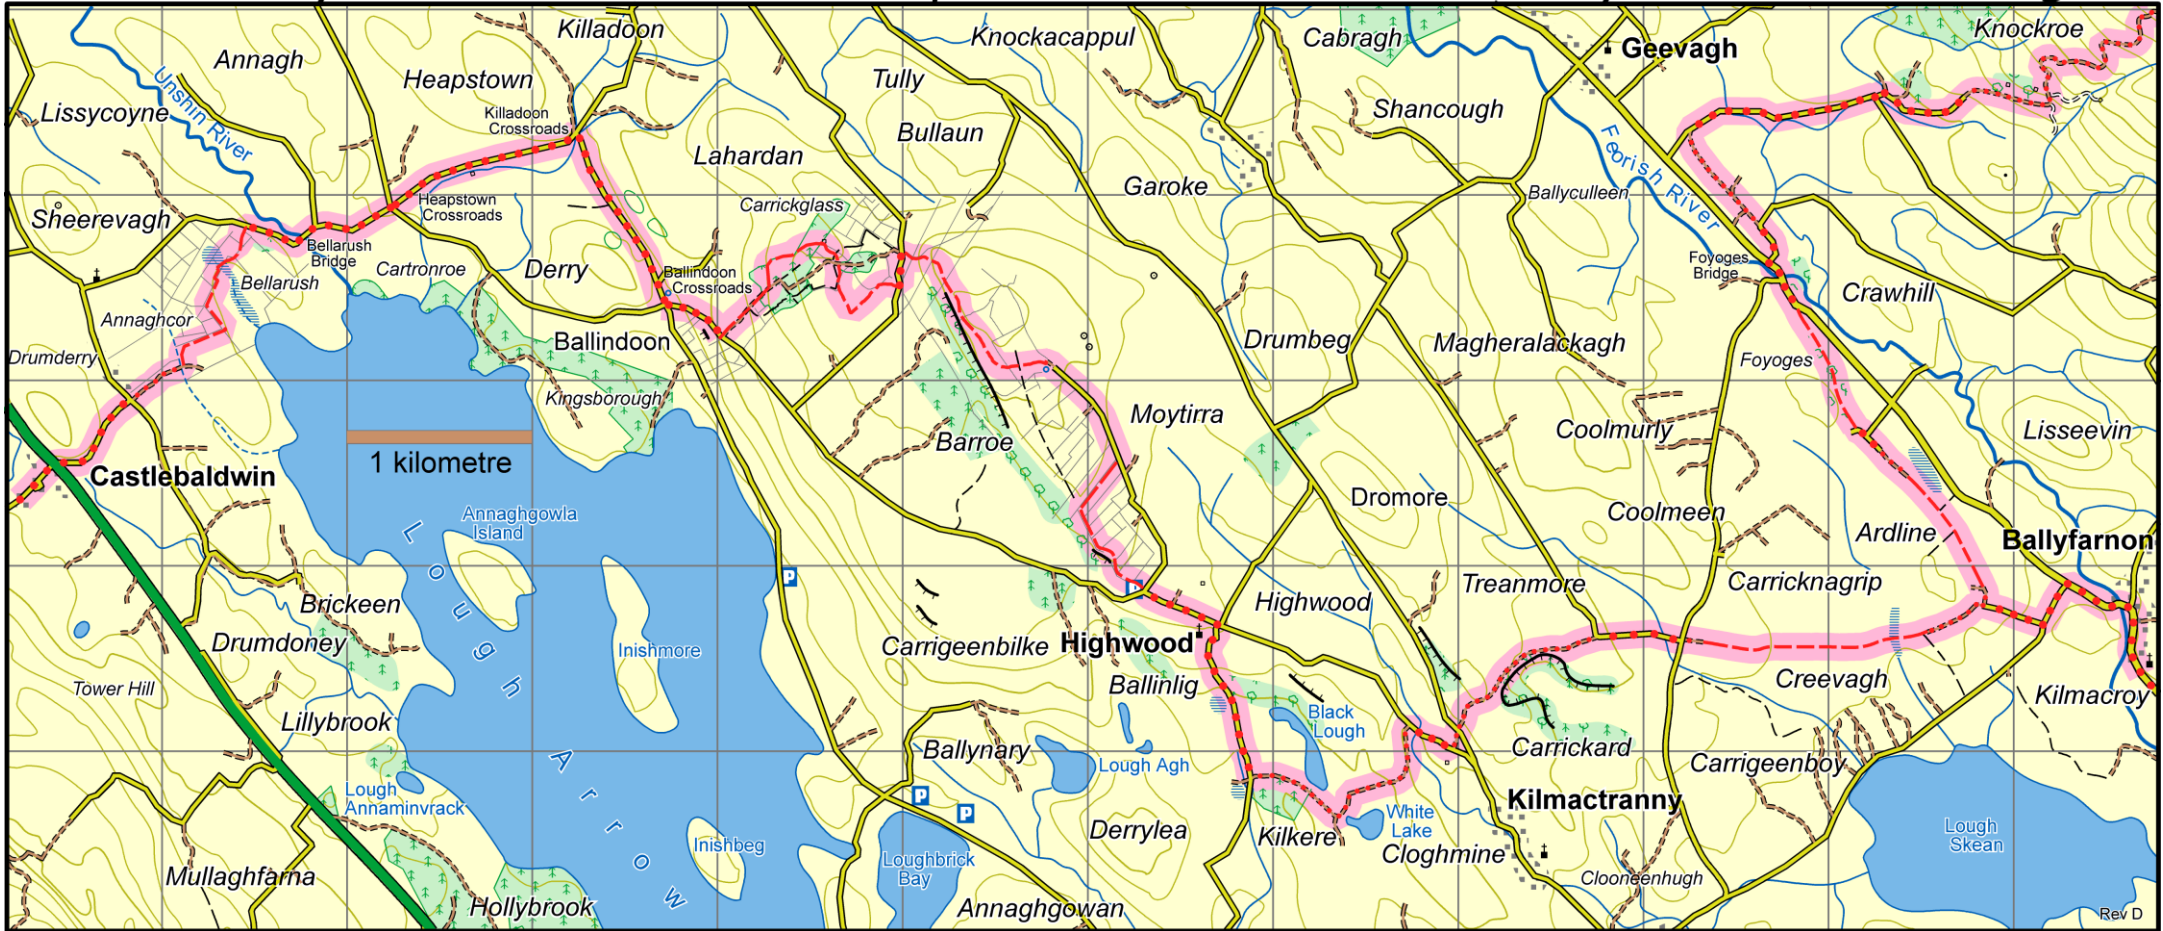 Killadoon
Knockacappul
Cabragh
Geevagh
Knockroe
Annagh
Heapstown
Tully
Unshin River
Lissycoyne
Killadoon
Crossroads
Bullaun
Shancough
Feorish River
Lahardan
Garoke
Ballyculleen
Sheerevagh
Heapstown
Crossroads
Carrickglass
Bellarush
Bridge
Cartronroe
Derry
Ballindoon
Crossroads
Foyoges
Bridge
Bellarush
Crawhill
Annaghcor
Drumderry
Ballindoon
Drumbeg
Magheralackagh
Foyoges
Kingsborough
Moytirra
Barroe
Coolmurly
Lisseevin
1 kilometre
Castlebaldwin
Dromore
Annaghgowla
Island
Coolmeen
Ardline
Ballyfarnon
Lough Arrow
Brickeen
Highwood
Treanmore
Carricknagrip
Drumdoney
Inishmore
Carrigeenbilke
Highwood
Tower Hill
Ballinlig
Creevagh
Kilmacroy
Lillybrook
Black
Lough
Ballynary
Carrickard
Lough Agh
Carrigeenboy
Lough
Annaminvrack
Kilmactranny
P
P
P
P
White
Lake
Derrylea
Kilkere
Cloghmine
Lough
Skean
Inishbeg
Loughbrick
Bay
Mullaghfarna
Clooneenhugh
Hollybrook
Annaghgowan
Rev D